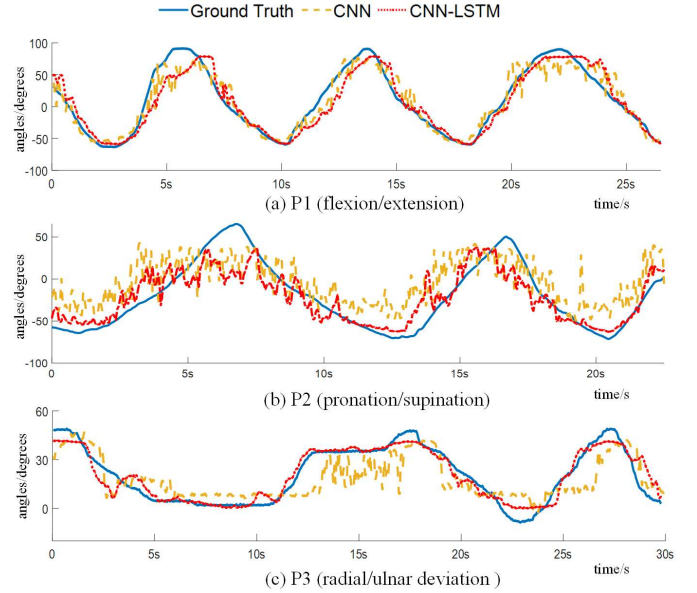 Ground Truth CNN CNN-LSTM
100
50
0
-50
-100
angles/degrees
0 5s 10s 15s 20s 25s
(a) P1 (flexion/extension) time/s
50
0
-50
-100
angles/degrees
0 5s 10s 15s 20s
(b) P2 (pronation/supination) time/s
60
30
0
angles/degrees
0 5s 10s 15s 20s 25s 30s
(c) P3 (radial/ulnar deviation ) time/s